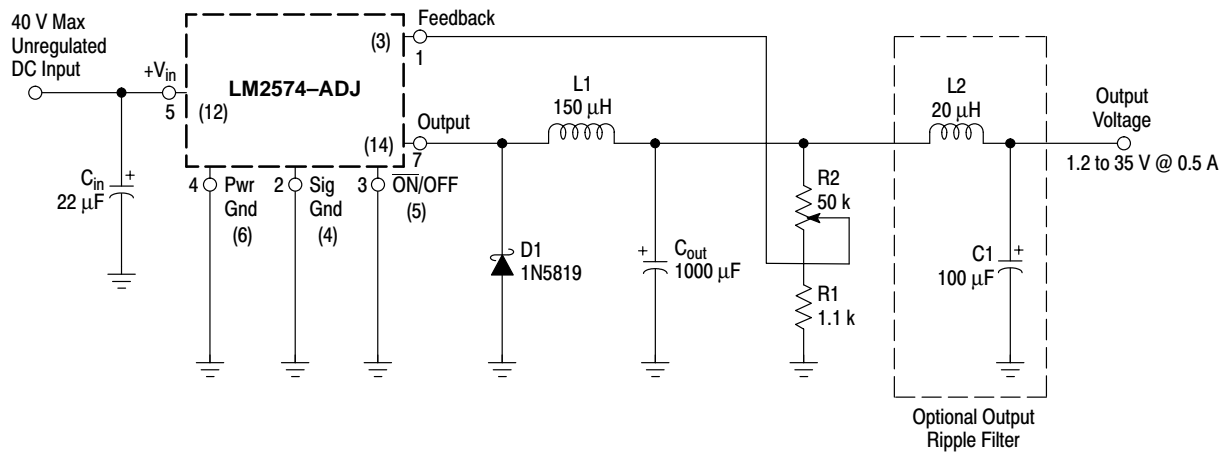 40 V Max
Unregulated
DC Input
+Vin
5
(12)
LM2574–ADJ
(3)
Feedback
1
(14)
Output
7
4
Pwr
Gnd
(6)
2
Sig
Gnd
(4)
3
ON/OFF
(5)
Cin
22 μF
+
L1
150 μH
D1
1N5819
+
Cout
1000 μF
R2
50 k
R1
1.1 k
L2
20 μH
C1
100 μF
+
Output
Voltage
1.2 to 35 V @ 0.5 A
Optional Output
Ripple Filter